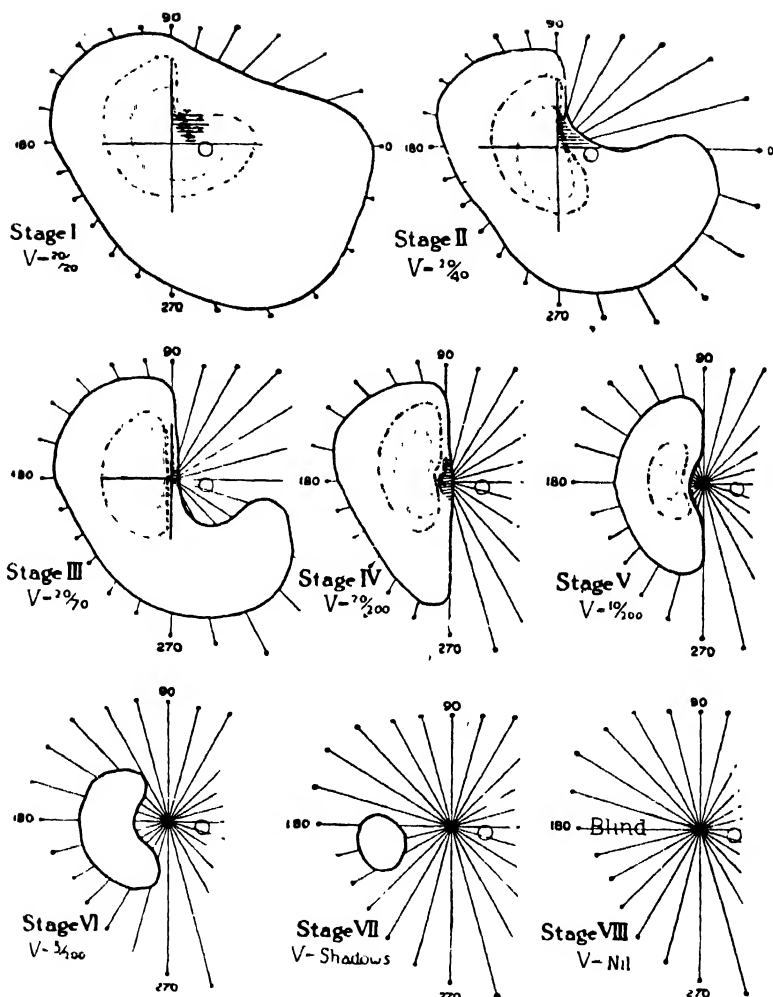 90
180
0
Stage I
V-20/20
270
90
180
0
Stage II
V-20/40
270
90
180
Stage III
V-20/70
270
90
180
Stage IV
V-20/200
270
90
180
Stage V
V-10/200
270
90
180
Stage VI
V-5/200
270
90
180
Stage VII
V-Shadows
270
90
180
Blind
Stage VIII
V-Nil
270